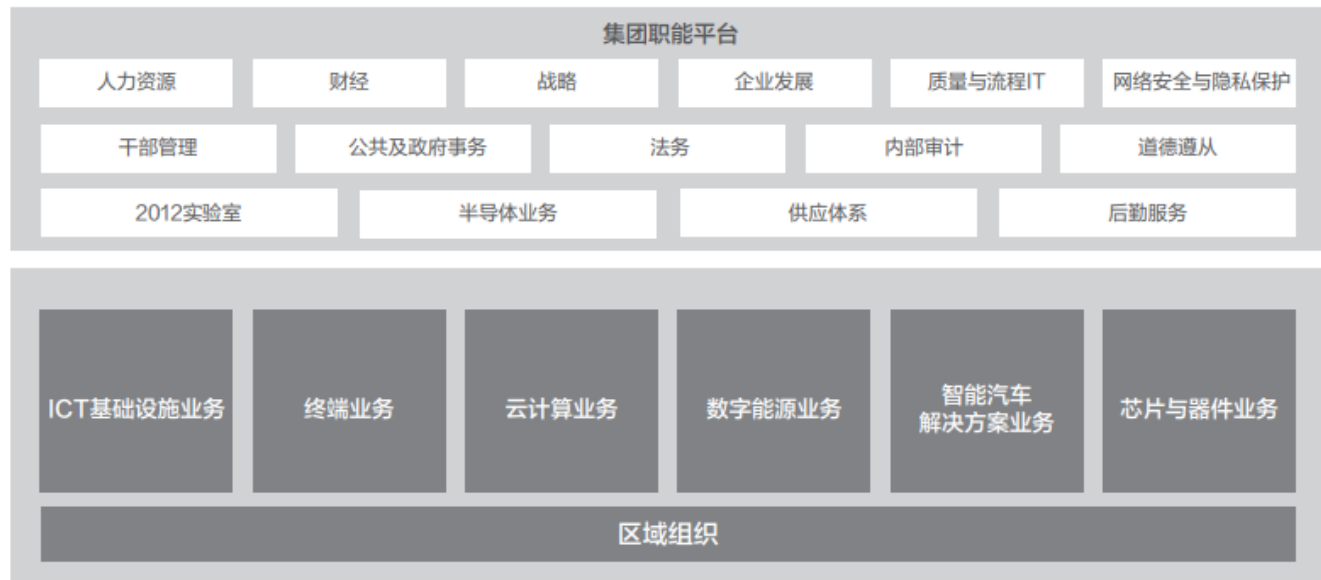 集团职能平台
人力资源
财经
战略
企业发展
质量与流程IT
网络安全与隐私保护
干部管理
公共及政府事务
法务
内部审计
道德遵从
2012实验室
半导体业务
供应体系
后勤服务
ICT基础设施业务
终端业务
云计算业务
数字能源业务
智能汽车
解决方案业务
芯片与器件业务
区域组织